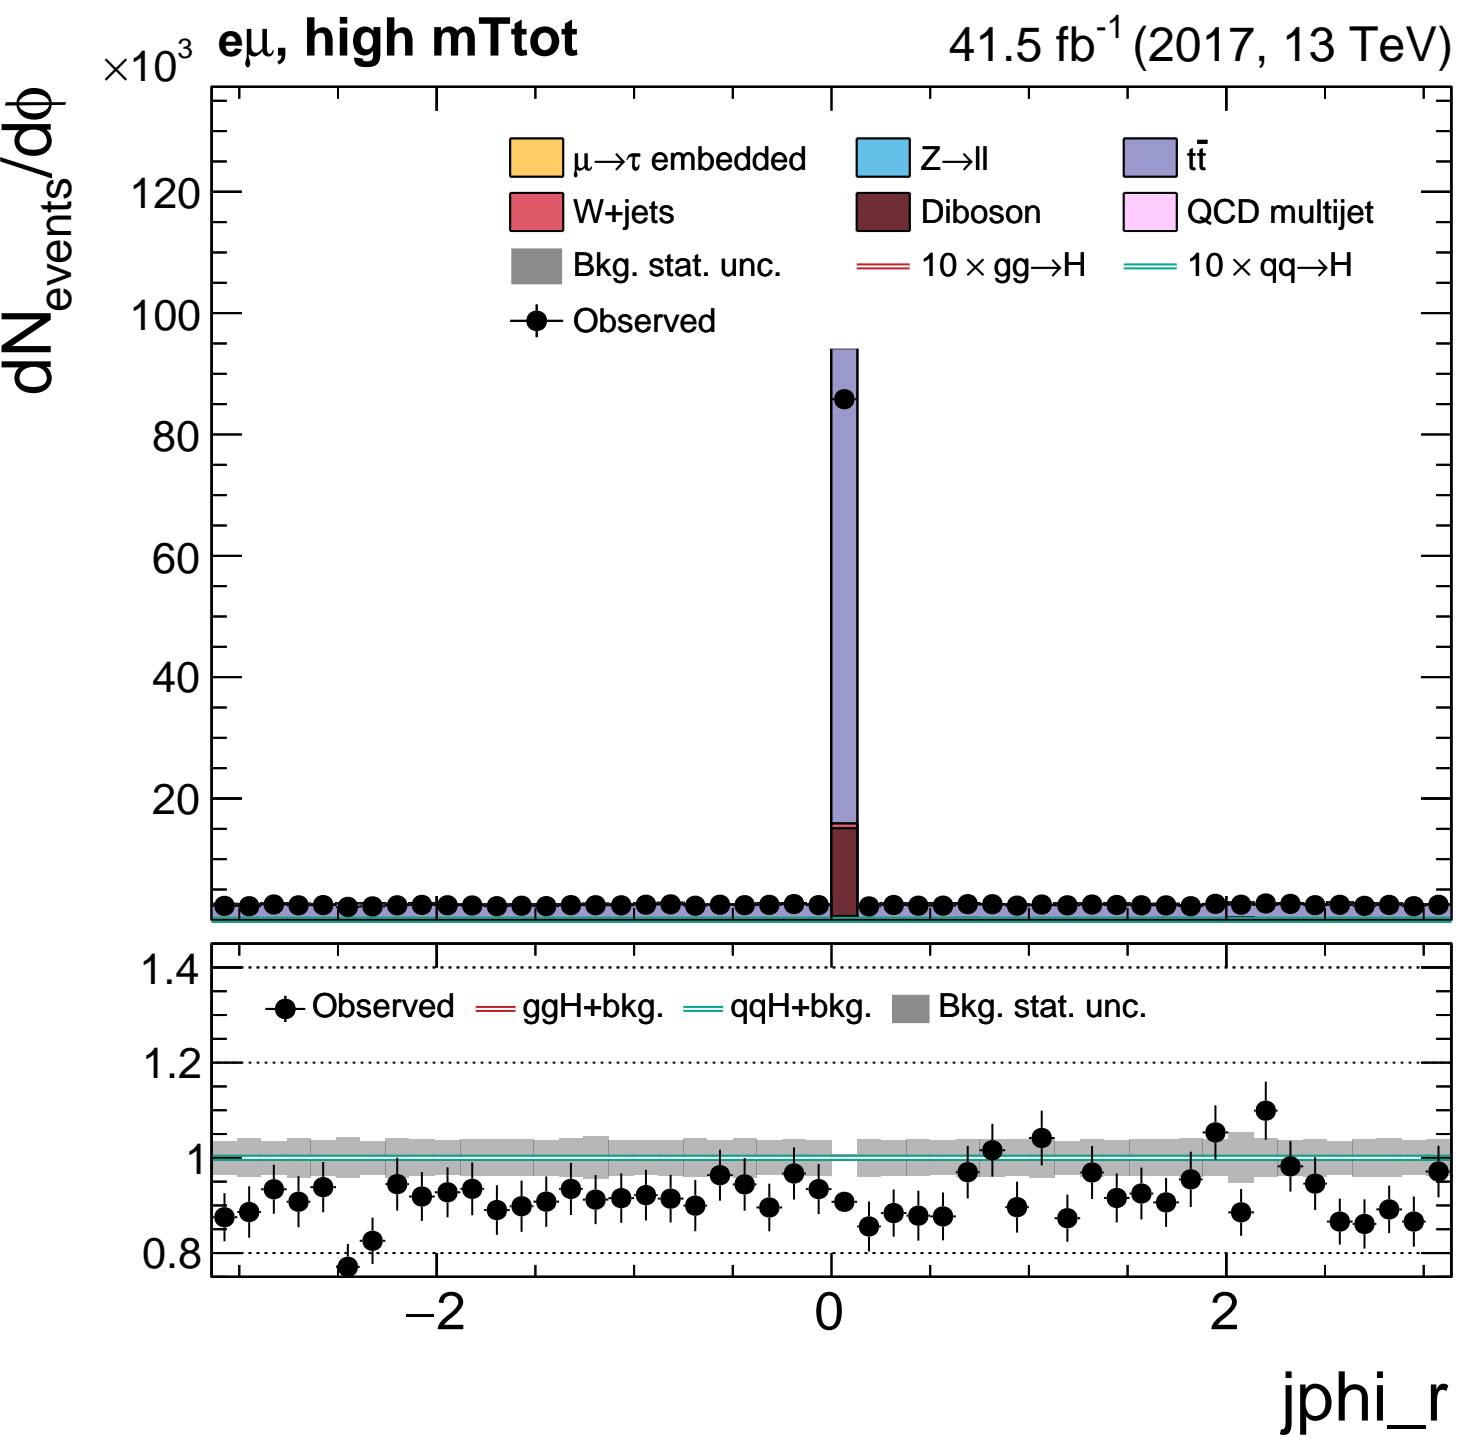 eμ, high mTtot 41.5 fb⁻¹ (2017, 13 TeV)
×10³
dN_events/dϕ
μ→τ embedded Z→ll tt̄
W+jets Diboson QCD multijet
Bkg. stat. unc. 10 × gg→H 10 × qq→H
Observed
120
100
80
60
40
20
1.4
Observed ggH+bkg. qqH+bkg. Bkg. stat. unc.
1.2
1
0.8
−2 0 2
jphi_r